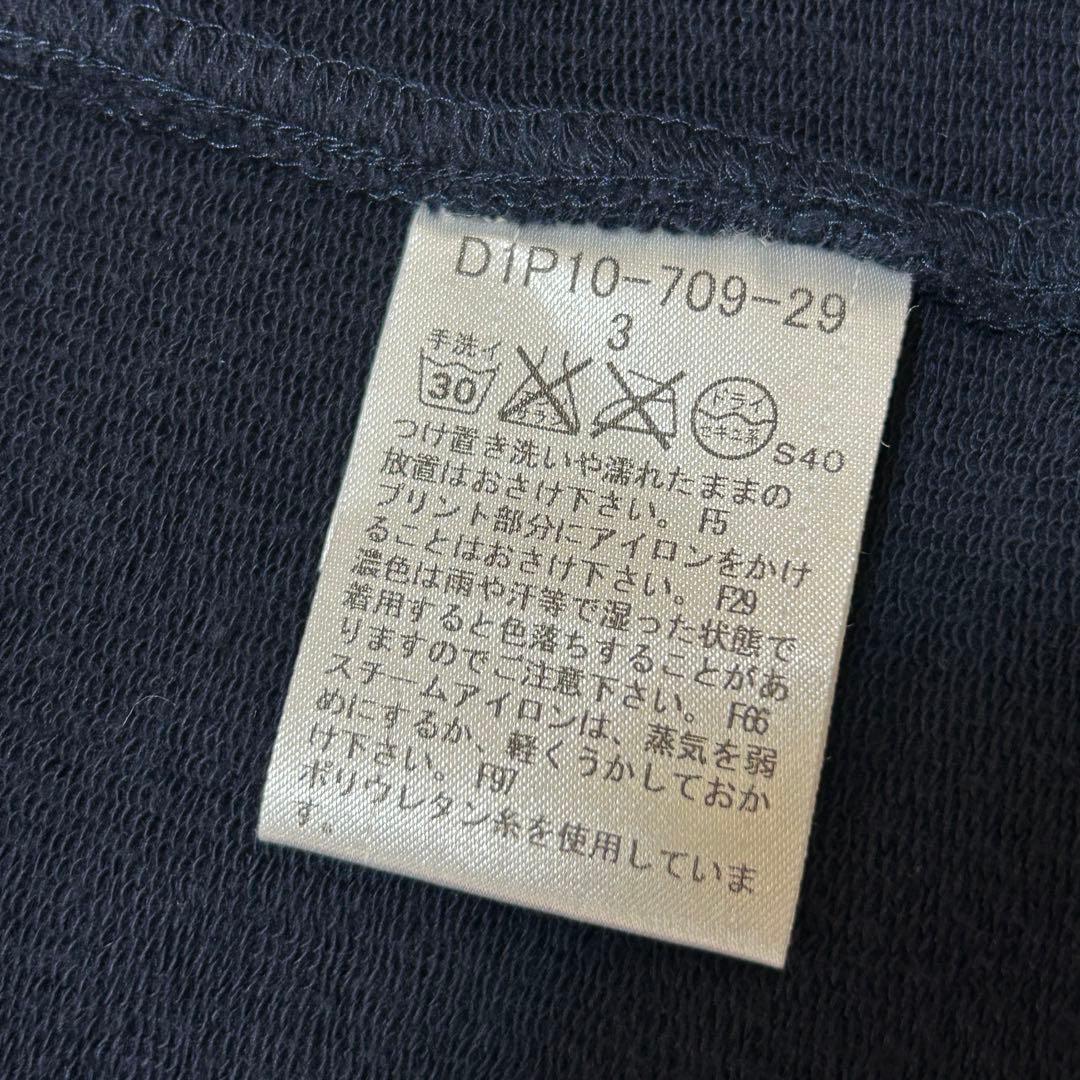 D1P10-709-29
3
手洗イ
30
エンソ
サラシ
ドライ
セキユ系
S40
つけ置き洗いや濡れたままの
放置はおさけ下さい。 F5
プリント部分にアイロンをかけ
ることはおさけ下さい。 F29
濃色は雨や汗等で湿った状態で
着用すると色落ちすることがあ
りますのでご注意下さい。 F66
スチームアイロンは、蒸気を弱
めにするか、軽くうかしておか
け下さい。 F97
ポリウレタン糸を使用していま
す。